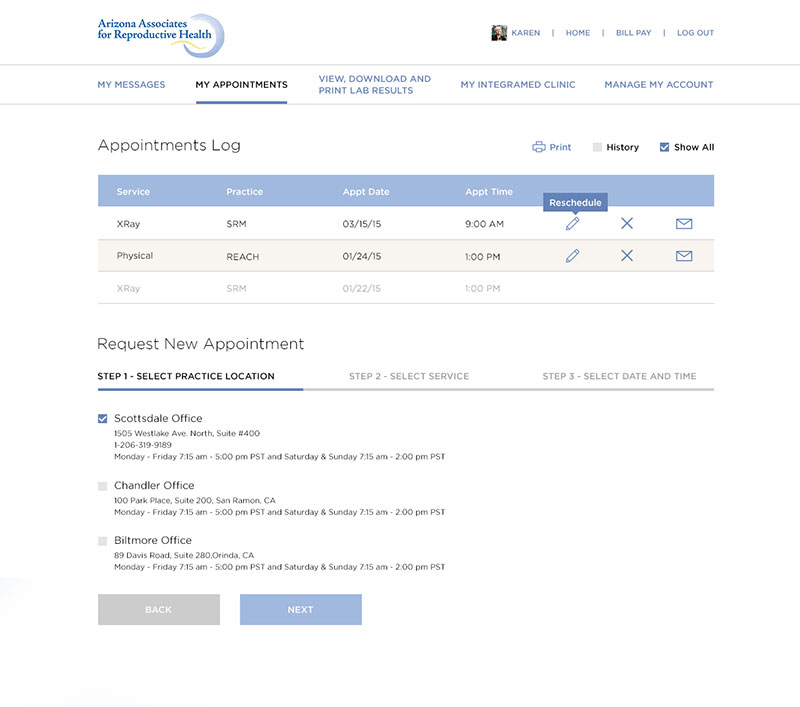 Arizona Associates
for Reproductive Health
KAREN | HOME | BILL PAY | LOG OUT
MY MESSAGES
MY APPOINTMENTS
VIEW, DOWNLOAD AND
PRINT LAB RESULTS
MY INTEGRAMED CLINIC
MANAGE MY ACCOUNT
Appointments Log
Print
History
Show All
Service Practice Appt Date Appt Time
Reschedule
XRay SRM 03/15/15 9:00 AM
Physical REACH 01/24/15 1:00 PM
XRay SRM 01/22/15 1:00 PM
Request New Appointment
STEP 1 - SELECT PRACTICE LOCATION
STEP 2 - SELECT SERVICE
STEP 3 - SELECT DATE AND TIME
Scottsdale Office
1505 Westlake Ave. North, Suite #400
1-206-319-9189
Monday - Friday 7:15 am - 5:00 pm PST and Saturday & Sunday 7:15 am - 2:00 pm PST
Chandler Office
100 Park Place, Suite 200, San Ramon, CA
Monday - Friday 7:15 am - 5:00 pm PST and Saturday & Sunday 7:15 am - 2:00 pm PST
Biltmore Office
89 Davis Road, Suite 280,Orinda, CA
Monday - Friday 7:15 am - 5:00 pm PST and Saturday & Sunday 7:15 am - 2:00 pm PST
BACK
NEXT